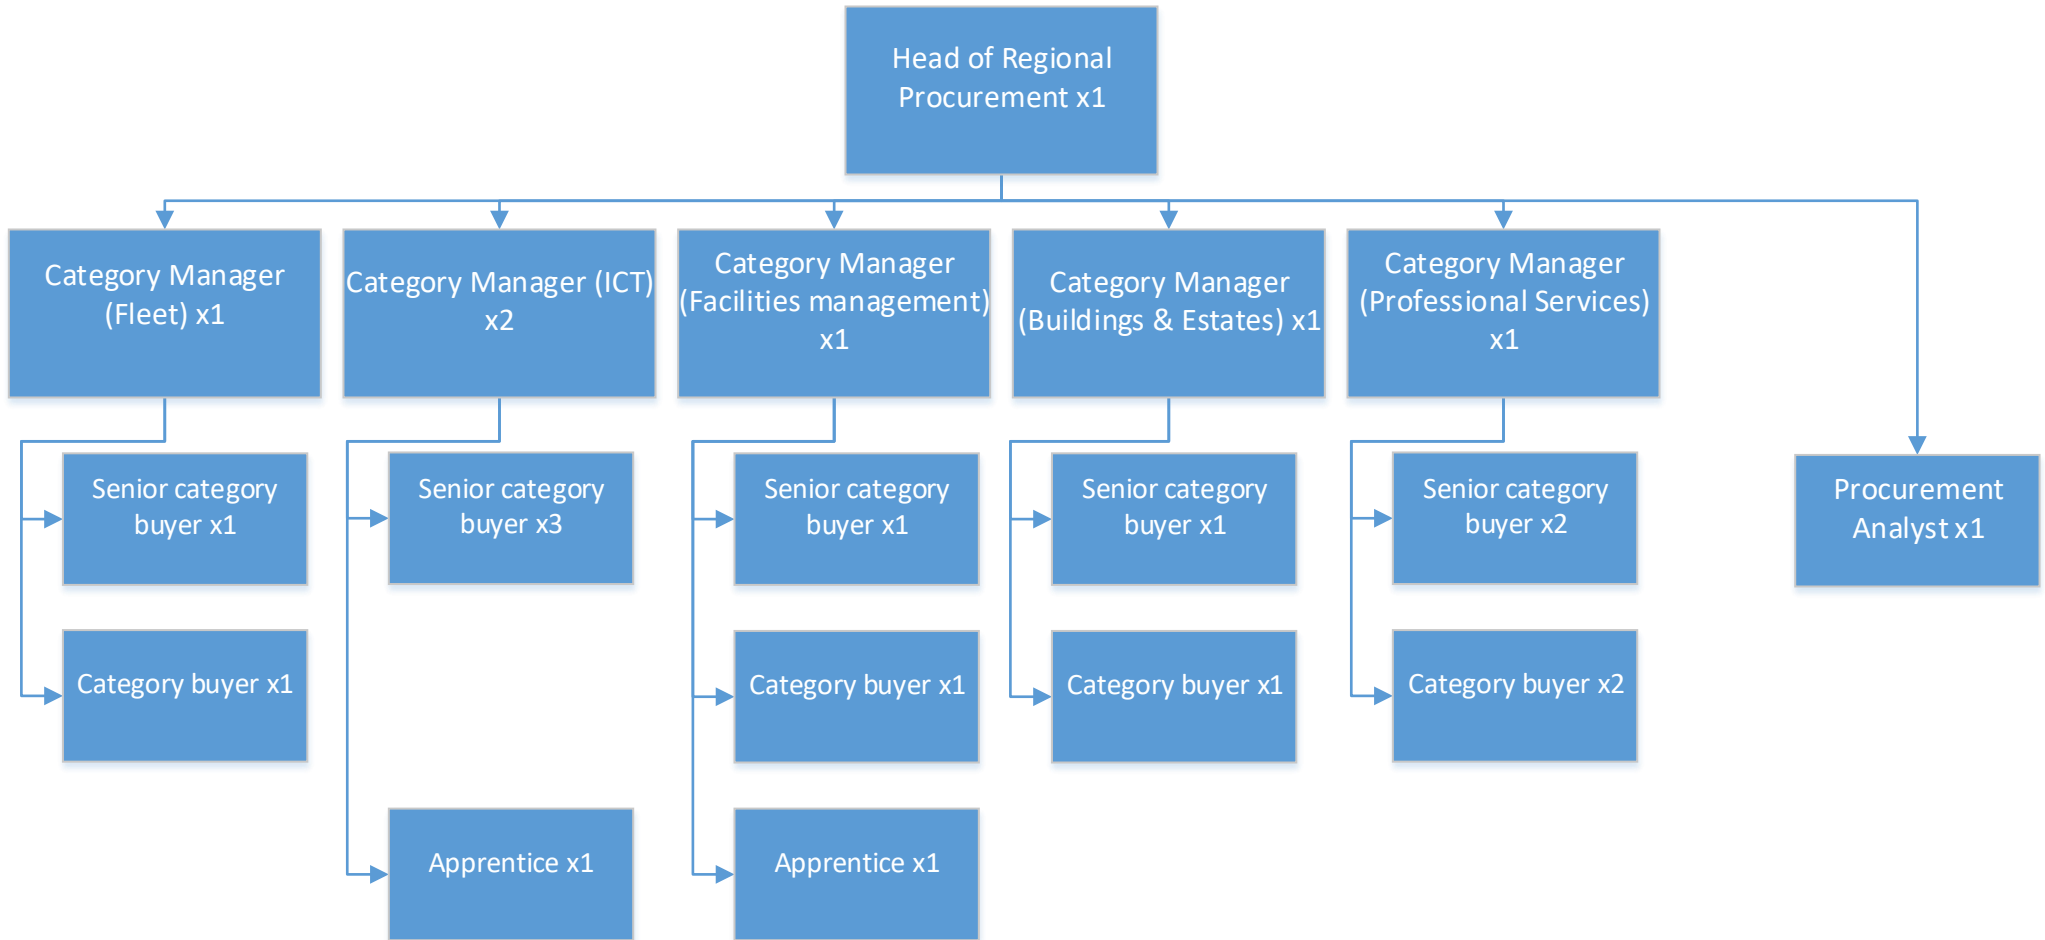 Head of Regional
Procurement x1
Category Manager
(Fleet) x1
Category Manager (ICT)
x2
Category Manager
(Facilities management)
x1
Category Manager
(Buildings & Estates) x1
Category Manager
(Professional Services)
x1
Senior category
buyer x1
Senior category
buyer x3
Senior category
buyer x1
Senior category
buyer x1
Senior category
buyer x2
Procurement
Analyst x1
Category buyer x1
Category buyer x1
Category buyer x1
Category buyer x2
Apprentice x1
Apprentice x1